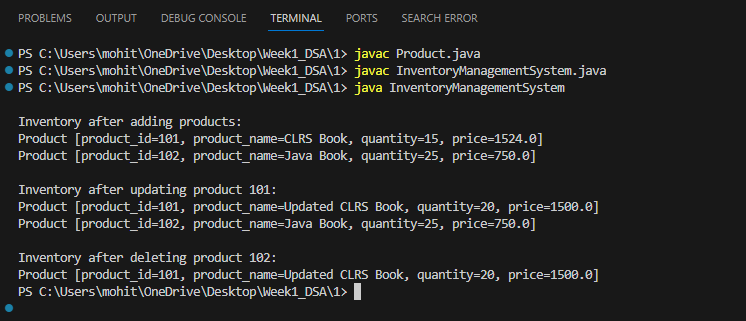 PROBLEMS OUTPUT DEBUG CONSOLE TERMINAL PORTS SEARCH ERROR
PS C:\Users\mohit\OneDrive\Desktop\Week1_DSA\1> javac Product.java
PS C:\Users\mohit\OneDrive\Desktop\Week1_DSA\1> javac InventoryManagementSystem.java
PS C:\Users\mohit\OneDrive\Desktop\Week1_DSA\1> java InventoryManagementSystem
Inventory after adding products:
Product [product_id=101, product_name=CLRS Book, quantity=15, price=1524.0]
Product [product_id=102, product_name=Java Book, quantity=25, price=750.0]
Inventory after updating product 101:
Product [product_id=101, product_name=Updated CLRS Book, quantity=20, price=1500.0]
Product [product_id=102, product_name=Java Book, quantity=25, price=750.0]
Inventory after deleting product 102:
Product [product_id=101, product_name=Updated CLRS Book, quantity=20, price=1500.0]
PS C:\Users\mohit\OneDrive\Desktop\Week1_DSA\1>